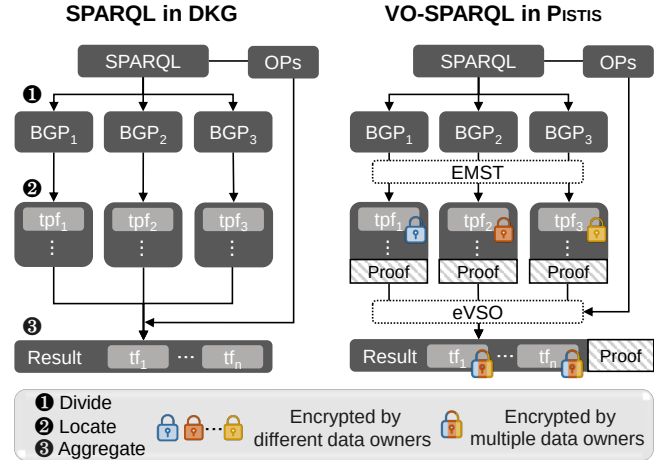 SPARQL in DKG
SPARQL
OPs
❶
BGP1
BGP2
BGP3
❷
tpf1
tpf2
tpf3
⋮
⋮
⋮
❸
Result
tf1
···
tfn
VO-SPARQL in PISTIS
SPARQL
OPs
BGP1
BGP2
BGP3
EMST
tpf1
tpf2
tpf3
⋮
⋮
⋮
Proof
Proof
Proof
eVSO
Result
tf1
···
tfn
Proof
❶ Divide
❷ Locate
❸ Aggregate
···
Encrypted by
different data owners
Encrypted by
multiple data owners